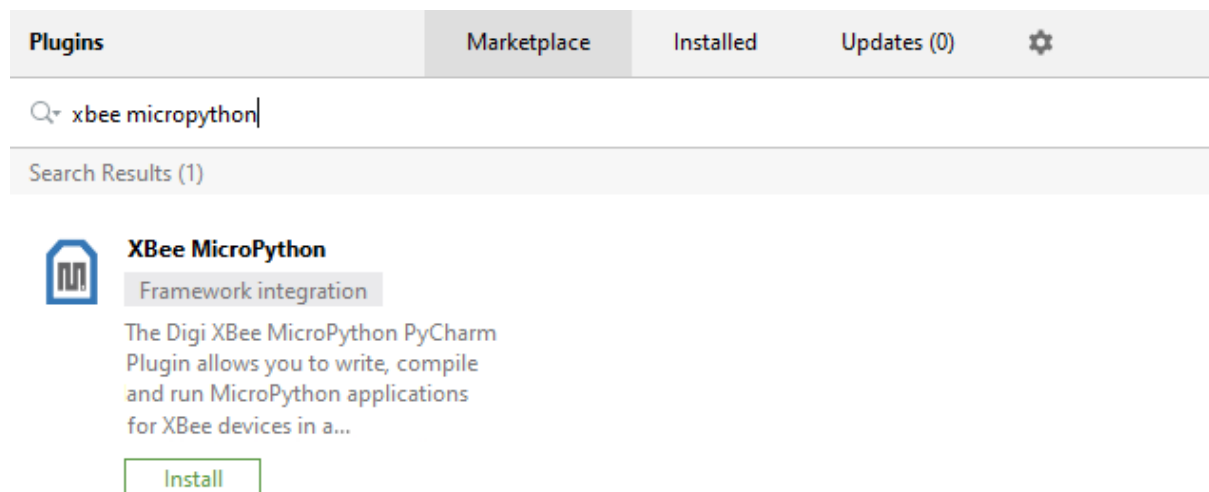 Plugins Marketplace Installed Updates (0)
xbee micropython
Search Results (1)
XBee MicroPython
Framework integration
The Digi XBee MicroPython PyCharm
Plugin allows you to write, compile
and run MicroPython applications
for XBee devices in a...
Install